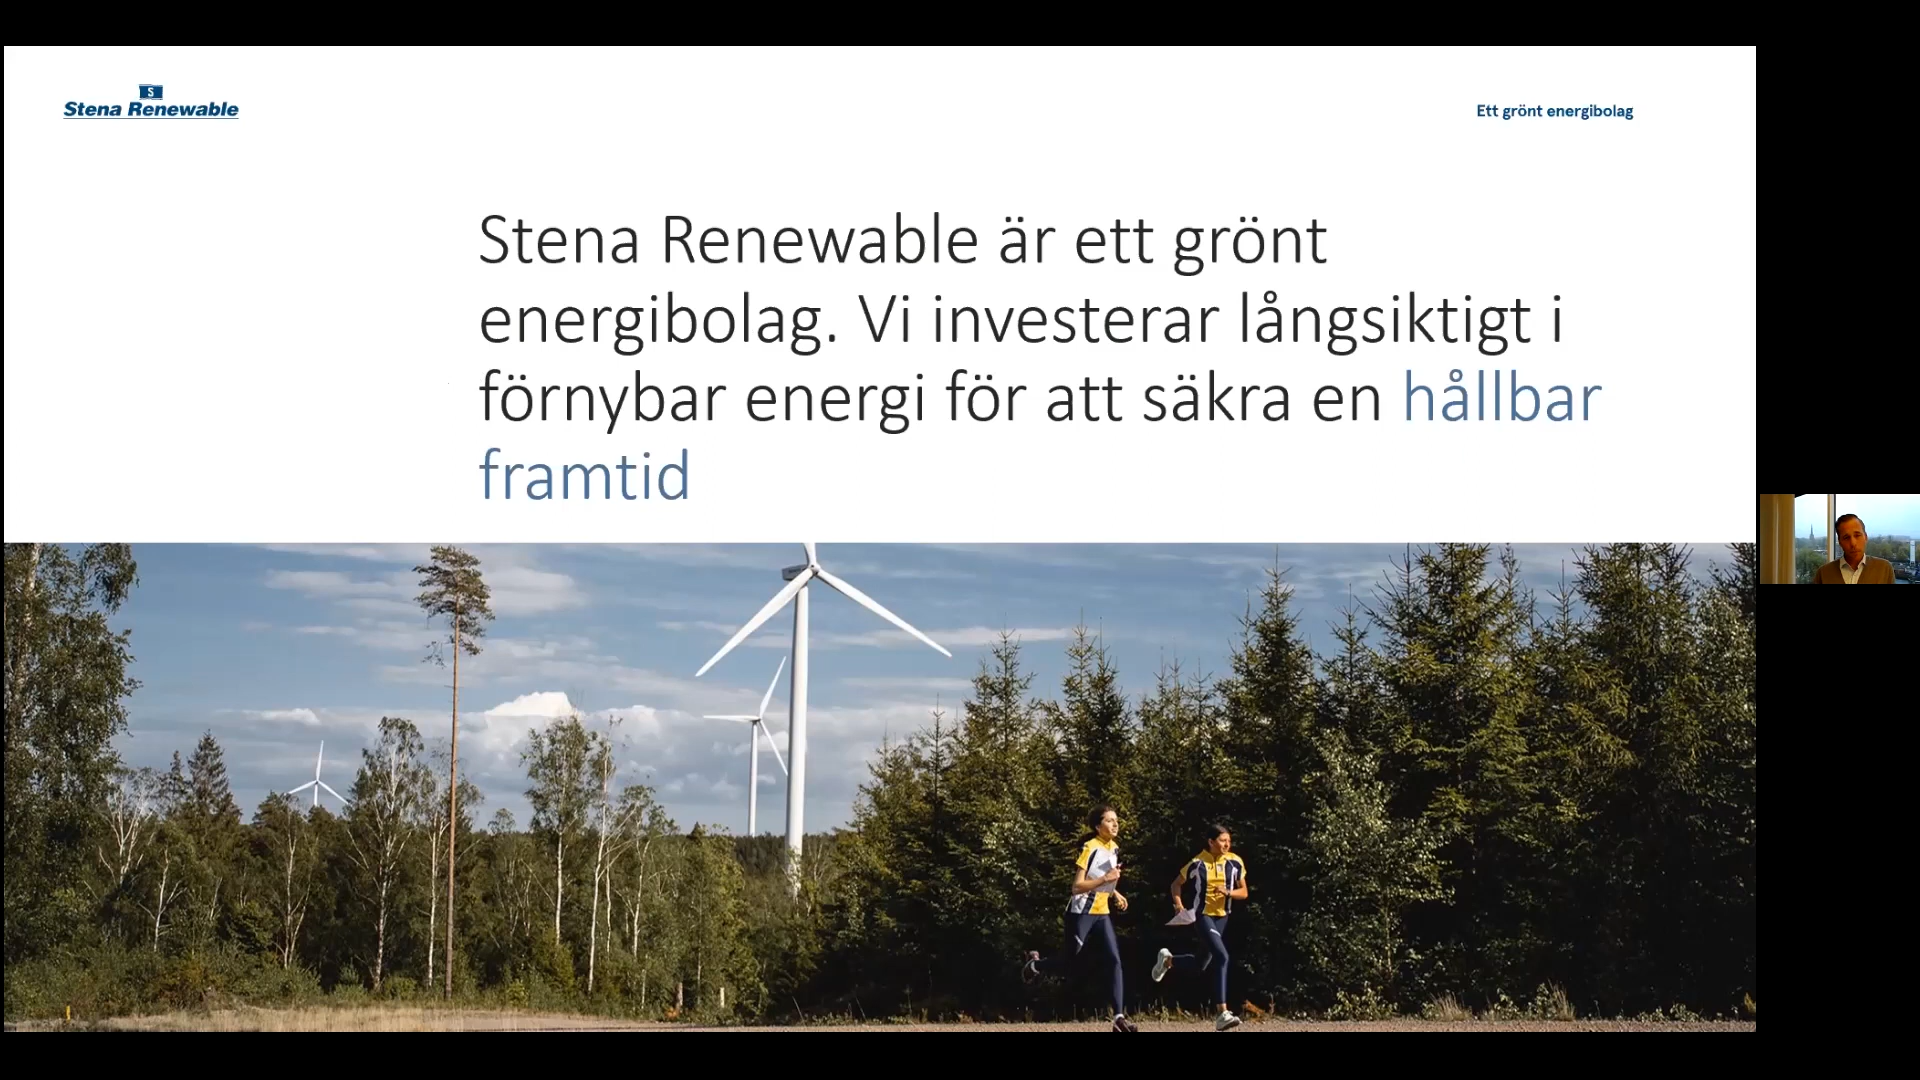 S
Stena Renewable
Ett grönt energibolag
Stena Renewable är ett grönt
energibolag. Vi investerar långsiktigt i
förnybar energi för att säkra en hållbar
framtid